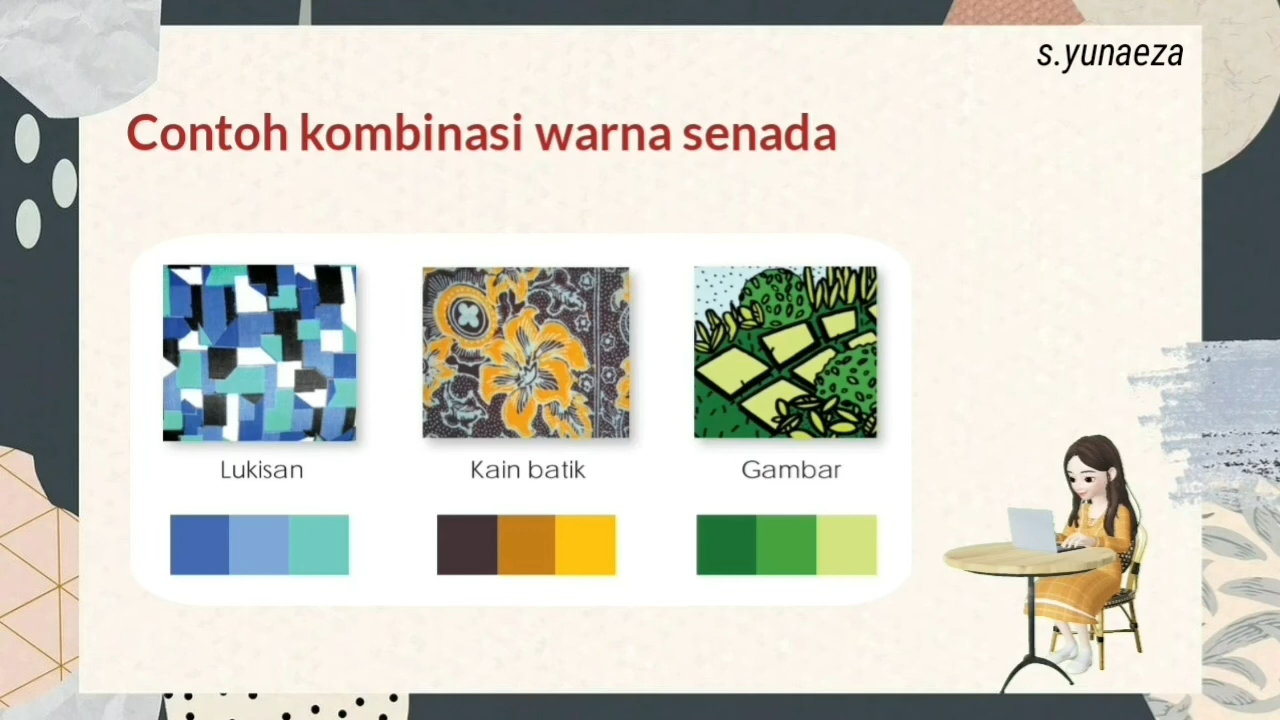 s.yunaeza
Contoh kombinasi warna senada
Lukisan
Kain batik
Gambar